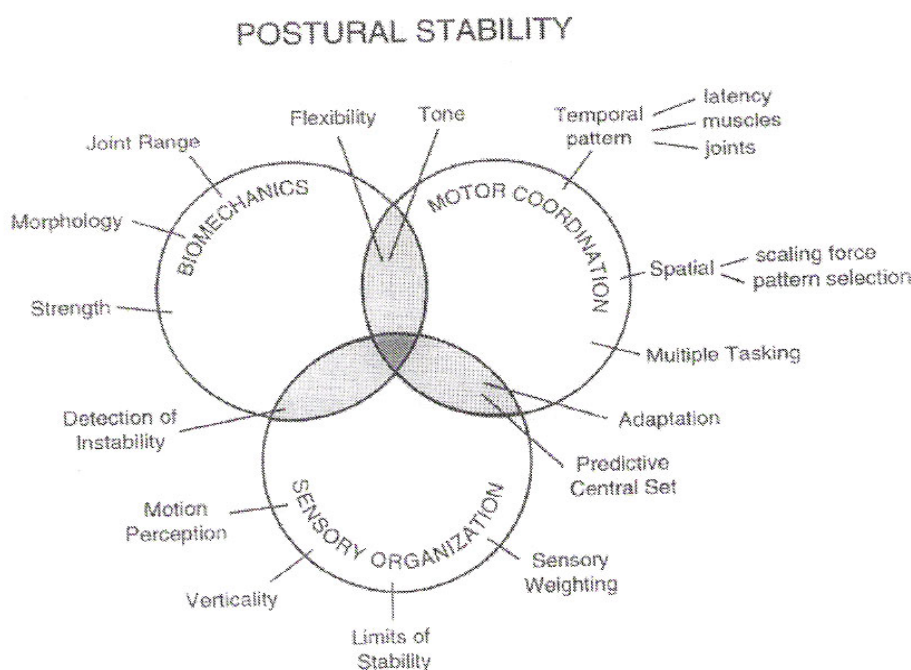 POSTURAL STABILITY
Flexibility
Tone
Temporal
pattern
latency
muscles
joints
Joint Range
BIOMECHANICS
MOTOR COORDINATION
Morphology
Strength
Spatial
scaling force
pattern selection
Multiple Tasking
Detection of
Instability
Adaptation
Predictive
Central Set
Motion
Perception
SENSORY ORGANIZATION
Sensory
Weighting
Verticality
Limits of
Stability